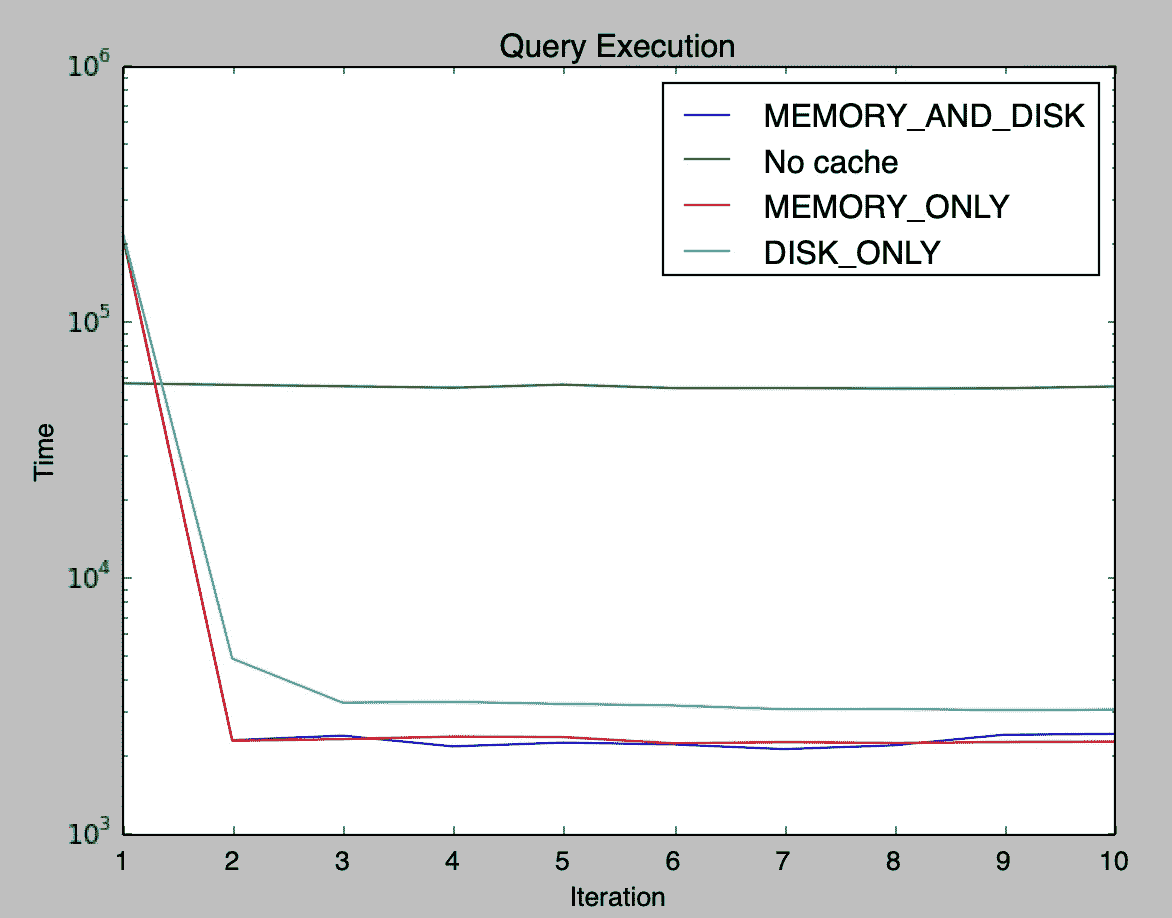 Query Execution
10^6
10^5
10^4
10^3
Time
MEMORY_AND_DISK
No cache
MEMORY_ONLY
DISK_ONLY
1 2 3 4 5 6 7 8 9 10
Iteration